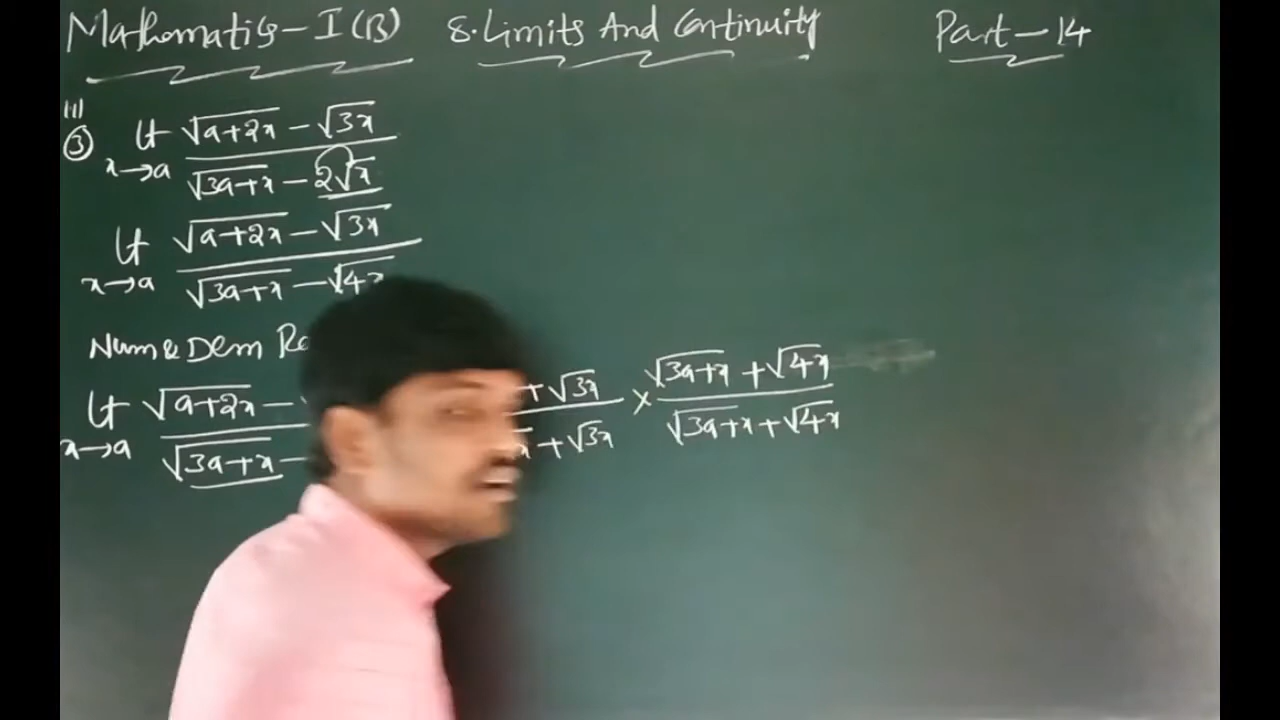 Mathematics-I(B) 8.Limits And Continuity Part-14
III
③ Lt x→a √(a+2x) - √(3x) / √(3a+x) - 2√x
Lt x→a √(a+2x) - √(3x) / √(3a+x) - √(4x)
Num & Dem
Lt x→a √(a+2x) - / √(3a+x) - + √(3x) / + √(3x) × √(3a+x) + √(4x) / √(3a+x) + √(4x)